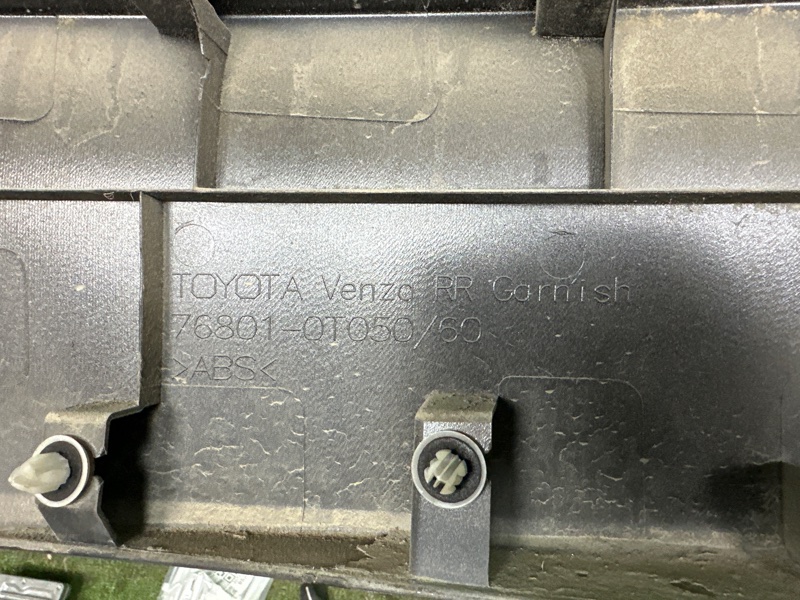 TOYOTA Venza RR Garnish
76801-0T050/60
>ABS<